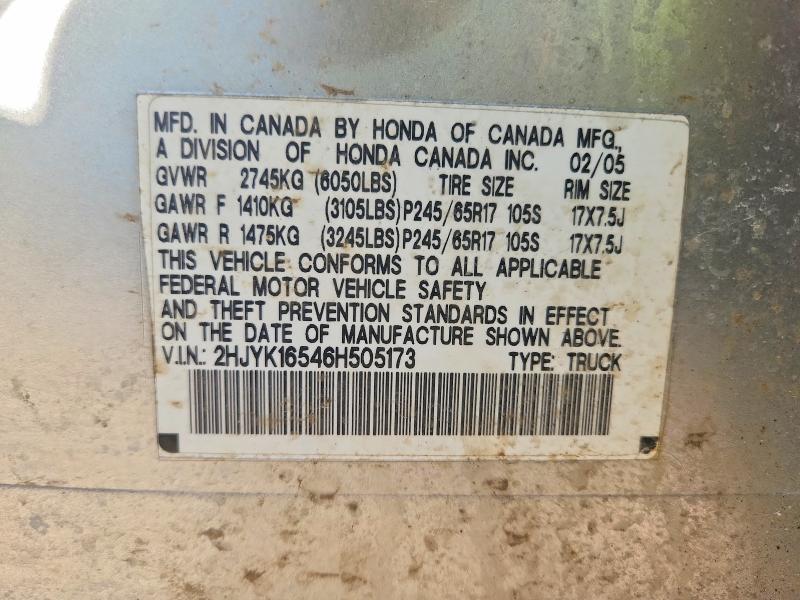 MFD. IN CANADA BY HONDA OF CANADA MFG.,
A DIVISION OF HONDA CANADA INC. 02/05
GVWR 2745KG (6050LBS) TIRE SIZE RIM SIZE
GAWR F 1410KG (3105LBS) P245/65R17 105S 17X7.5J
GAWR R 1475KG (3245LBS) P245/65R17 105S 17X7.5J
THIS VEHICLE CONFORMS TO ALL APPLICABLE
FEDERAL MOTOR VEHICLE SAFETY
AND THEFT PREVENTION STANDARDS IN EFFECT
ON THE DATE OF MANUFACTURE SHOWN ABOVE.
V.I.N.: 2HJYK16546H505173 TYPE: TRUCK